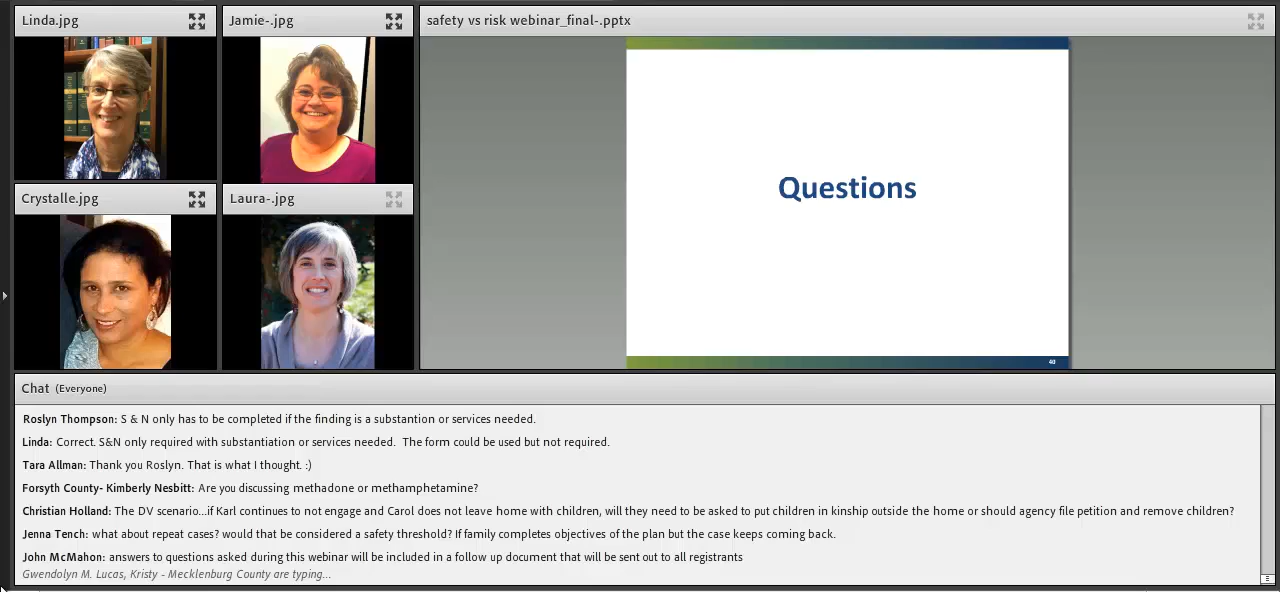 Linda.jpg
Jamie-.jpg
safety vs risk webinar_final-.pptx
Crystalle.jpg
Laura-.jpg
Questions
40
Chat (Everyone)
Roslyn Thompson: S & N only has to be completed if the finding is a substantion or services needed.
Linda: Correct. S&N only required with substantiation or services needed. The form could be used but not required.
Tara Allman: Thank you Roslyn. That is what I thought. :)
Forsyth County- Kimberly Nesbitt: Are you discussing methadone or methamphetamine?
Christian Holland: The DV scenario...if Karl continues to not engage and Carol does not leave home with children, will they need to be asked to put children in kinship outside the home or should agency file petition and remove children?
Jenna Tench: what about repeat cases? would that be considered a safety threshold? If family completes objectives of the plan but the case keeps coming back.
John McMahon: answers to questions asked during this webinar will be included in a follow up document that will be sent out to all registrants
Gwendolyn M. Lucas, Kristy - Mecklenburg County are typing...